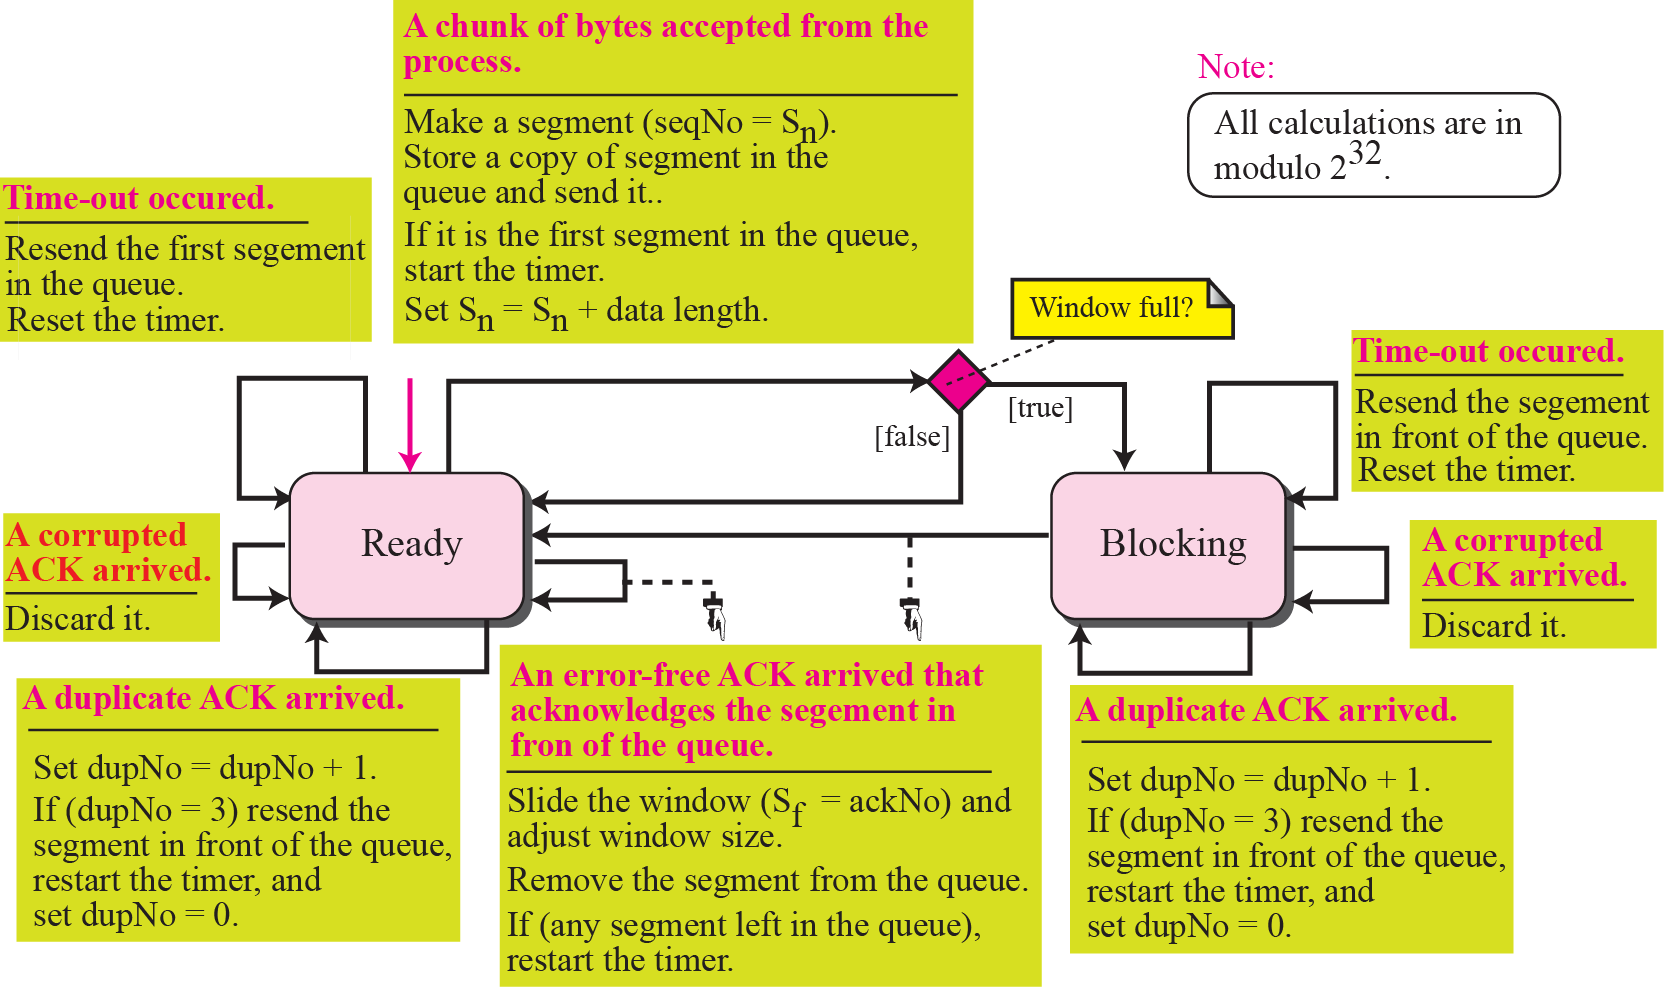 A chunk of bytes accepted from the
process.
Make a segment (seqNo = Sn).
Store a copy of segment in the
queue and send it..
If it is the first segment in the queue,
start the timer.
Set Sn = Sn + data length.
Note:
All calculations are in
modulo 2^32.
Time-out occured.
Resend the first segement
in the queue.
Reset the timer.
Window full?
[true]
[false]
Time-out occured.
Resend the segement
in front of the queue.
Reset the timer.
Ready
Blocking
A corrupted
ACK arrived.
Discard it.
A corrupted
ACK arrived.
Discard it.
A duplicate ACK arrived.
Set dupNo = dupNo + 1.
If (dupNo = 3) resend the
segment in front of the queue,
restart the timer, and
set dupNo = 0.
An error-free ACK arrived that
acknowledges the segement in
fron of the queue.
Slide the window (Sf = ackNo) and
adjust window size.
Remove the segment from the queue.
If (any segment left in the queue),
restart the timer.
A duplicate ACK arrived.
Set dupNo = dupNo + 1.
If (dupNo = 3) resend the
segment in front of the queue,
restart the timer, and
set dupNo = 0.